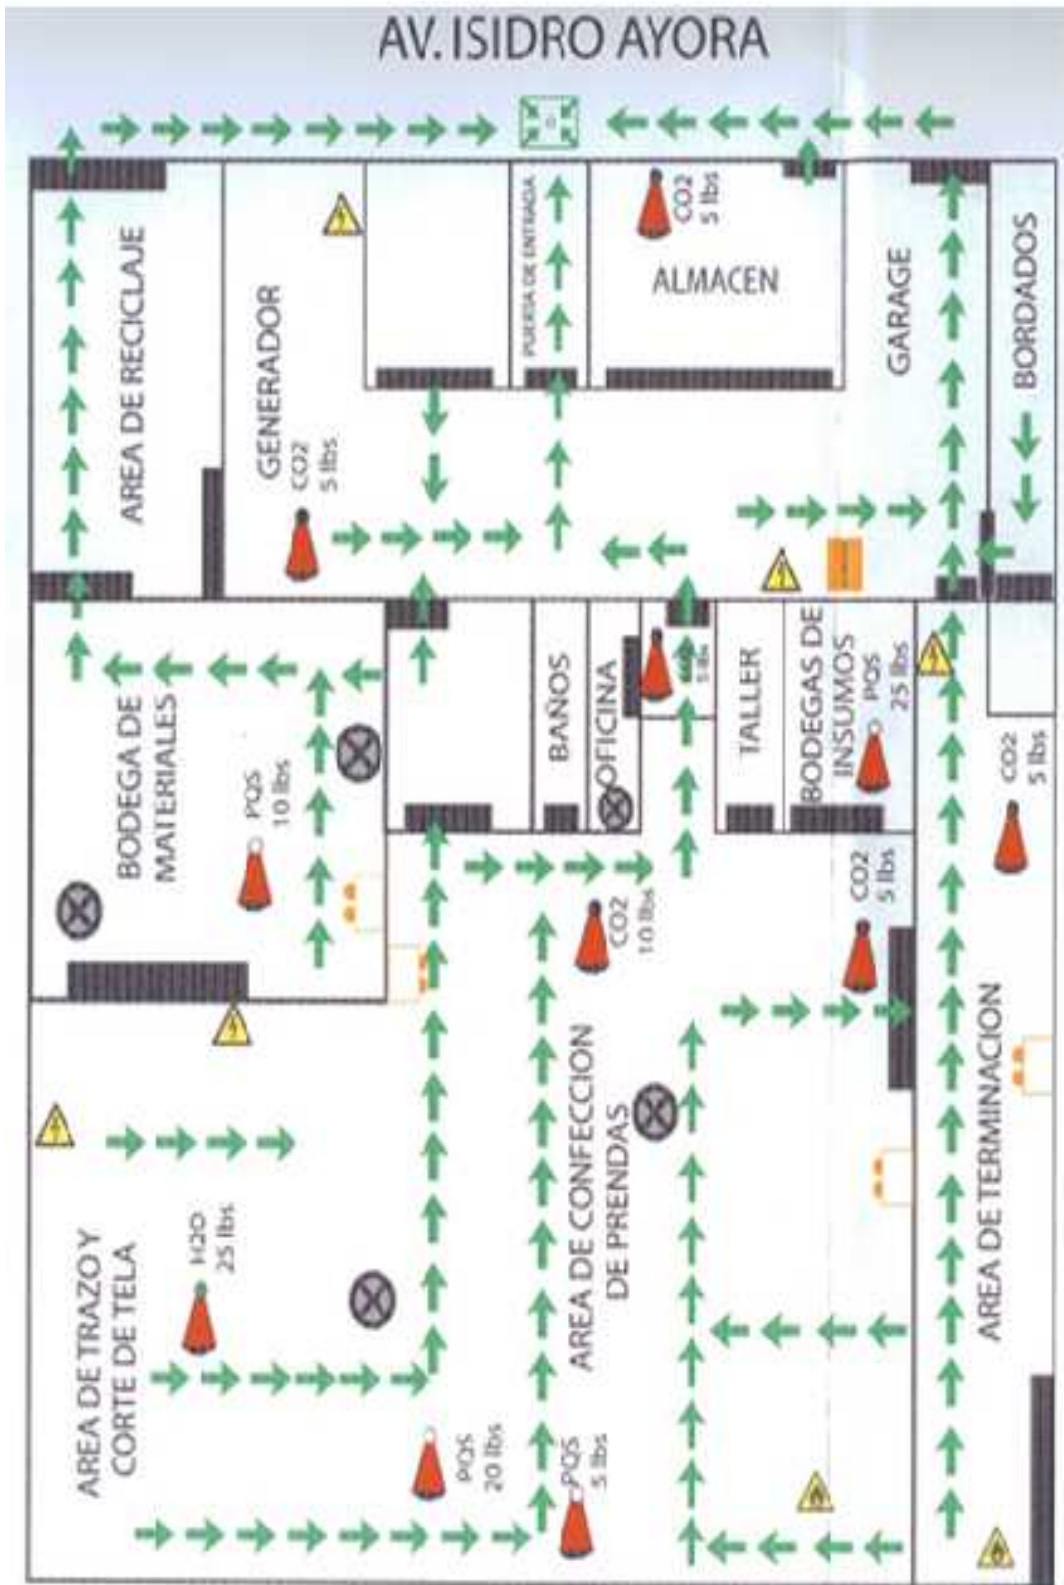 AV. ISIDRO AYORA
AREA DE RECICLAJE
GENERADOR
CO2
5 lbs
PUERTA DE ENTRADA
CO2
5 lbs
ALMACEN
GARAGE
BORDADOS
BODEGA DE
MATERIALES
PQS
10 lbs
BAÑOS
OFICINA
5 lbs
TALLER
BODEGAS DE
INSUMOS
PQS
25 lbs
CO2
5 lbs
CO2
5 lbs
CO2
10 lbs
AREA DE TRAZO Y
CORTE DE TELA
H2O
25 lbs
AREA DE CONFECCION
DE PRENDAS
AREA DE TERMINACION
PQS
20 lbs
PQS
5 lbs